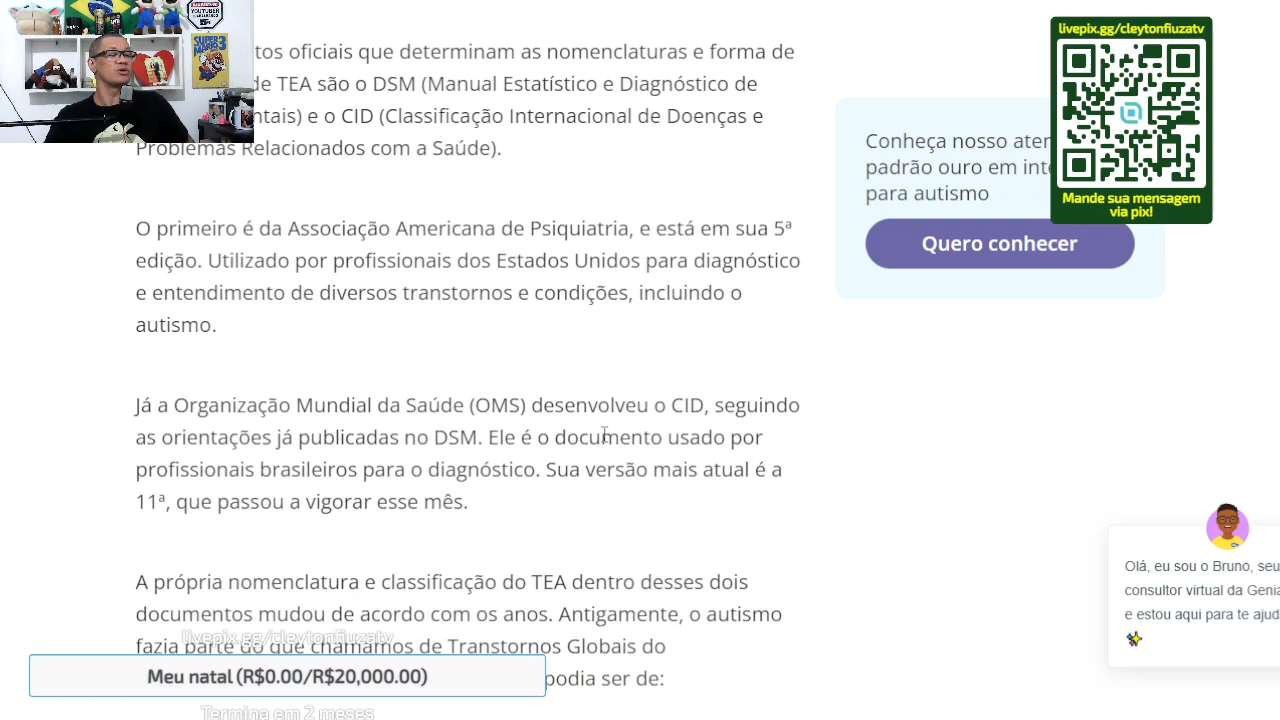 tos oficiais que determinam as nomenclaturas e forma de
de TEA são o DSM (Manual Estatístico e Diagnóstico de
ntais) e o CID (Classificação Internacional de Doenças e
Problemas Relacionados com a Saúde).
O primeiro é da Associação Americana de Psiquiatria, e está em sua 5ª
edição. Utilizado por profissionais dos Estados Unidos para diagnóstico
e entendimento de diversos transtornos e condições, incluindo o
autismo.
Já a Organização Mundial da Saúde (OMS) desenvolveu o CID, seguindo
as orientações já publicadas no DSM. Ele é o documento usado por
profissionais brasileiros para o diagnóstico. Sua versão mais atual é a
11ª, que passou a vigorar esse mês.
A própria nomenclatura e classificação do TEA dentro desses dois
documentos mudou de acordo com os anos. Antigamente, o autismo
fazia parte do que chamamos de Transtornos Globais do
podia ser de:
livepix.gg/cleytonfiuzatv
Meu natal (R$0.00/R$20,000.00)
Termina em 2 meses
livepix.gg/cleytonfiuzatv
Mande sua mensagem
via pix!
Conheça nosso aten
padrão ouro em inte
para autismo
Quero conhecer
Olá, eu sou o Bruno, seu
consultor virtual da Genia
e estou aqui para te ajud
YOUTUBER
SUPER
3